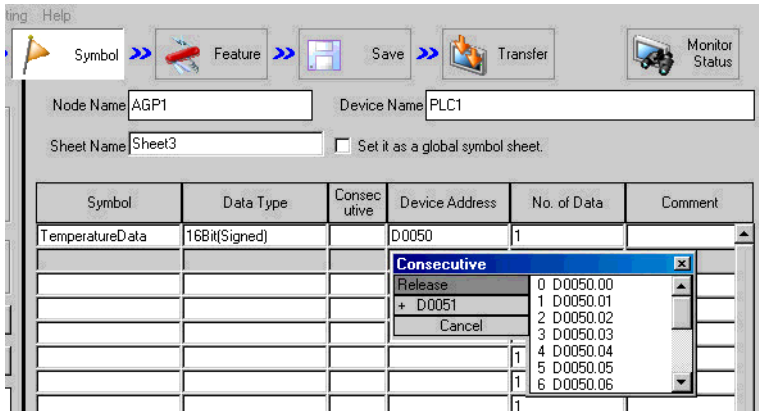 ting Help
Symbol Feature Save Transfer Monitor Status
Node Name AGP1 Device Name PLC1
Sheet Name Sheet3 Set it as a global symbol sheet.
Symbol Data Type Consecutive Device Address No. of Data Comment
TemperatureData 16Bit(Signed) D0050 1
Consecutive
Release 0 D0050.00
+ D0051 1 D0050.01
Cancel 2 D0050.02
3 D0050.03
4 D0050.04
1 5 D0050.05
1 6 D0050.06
1